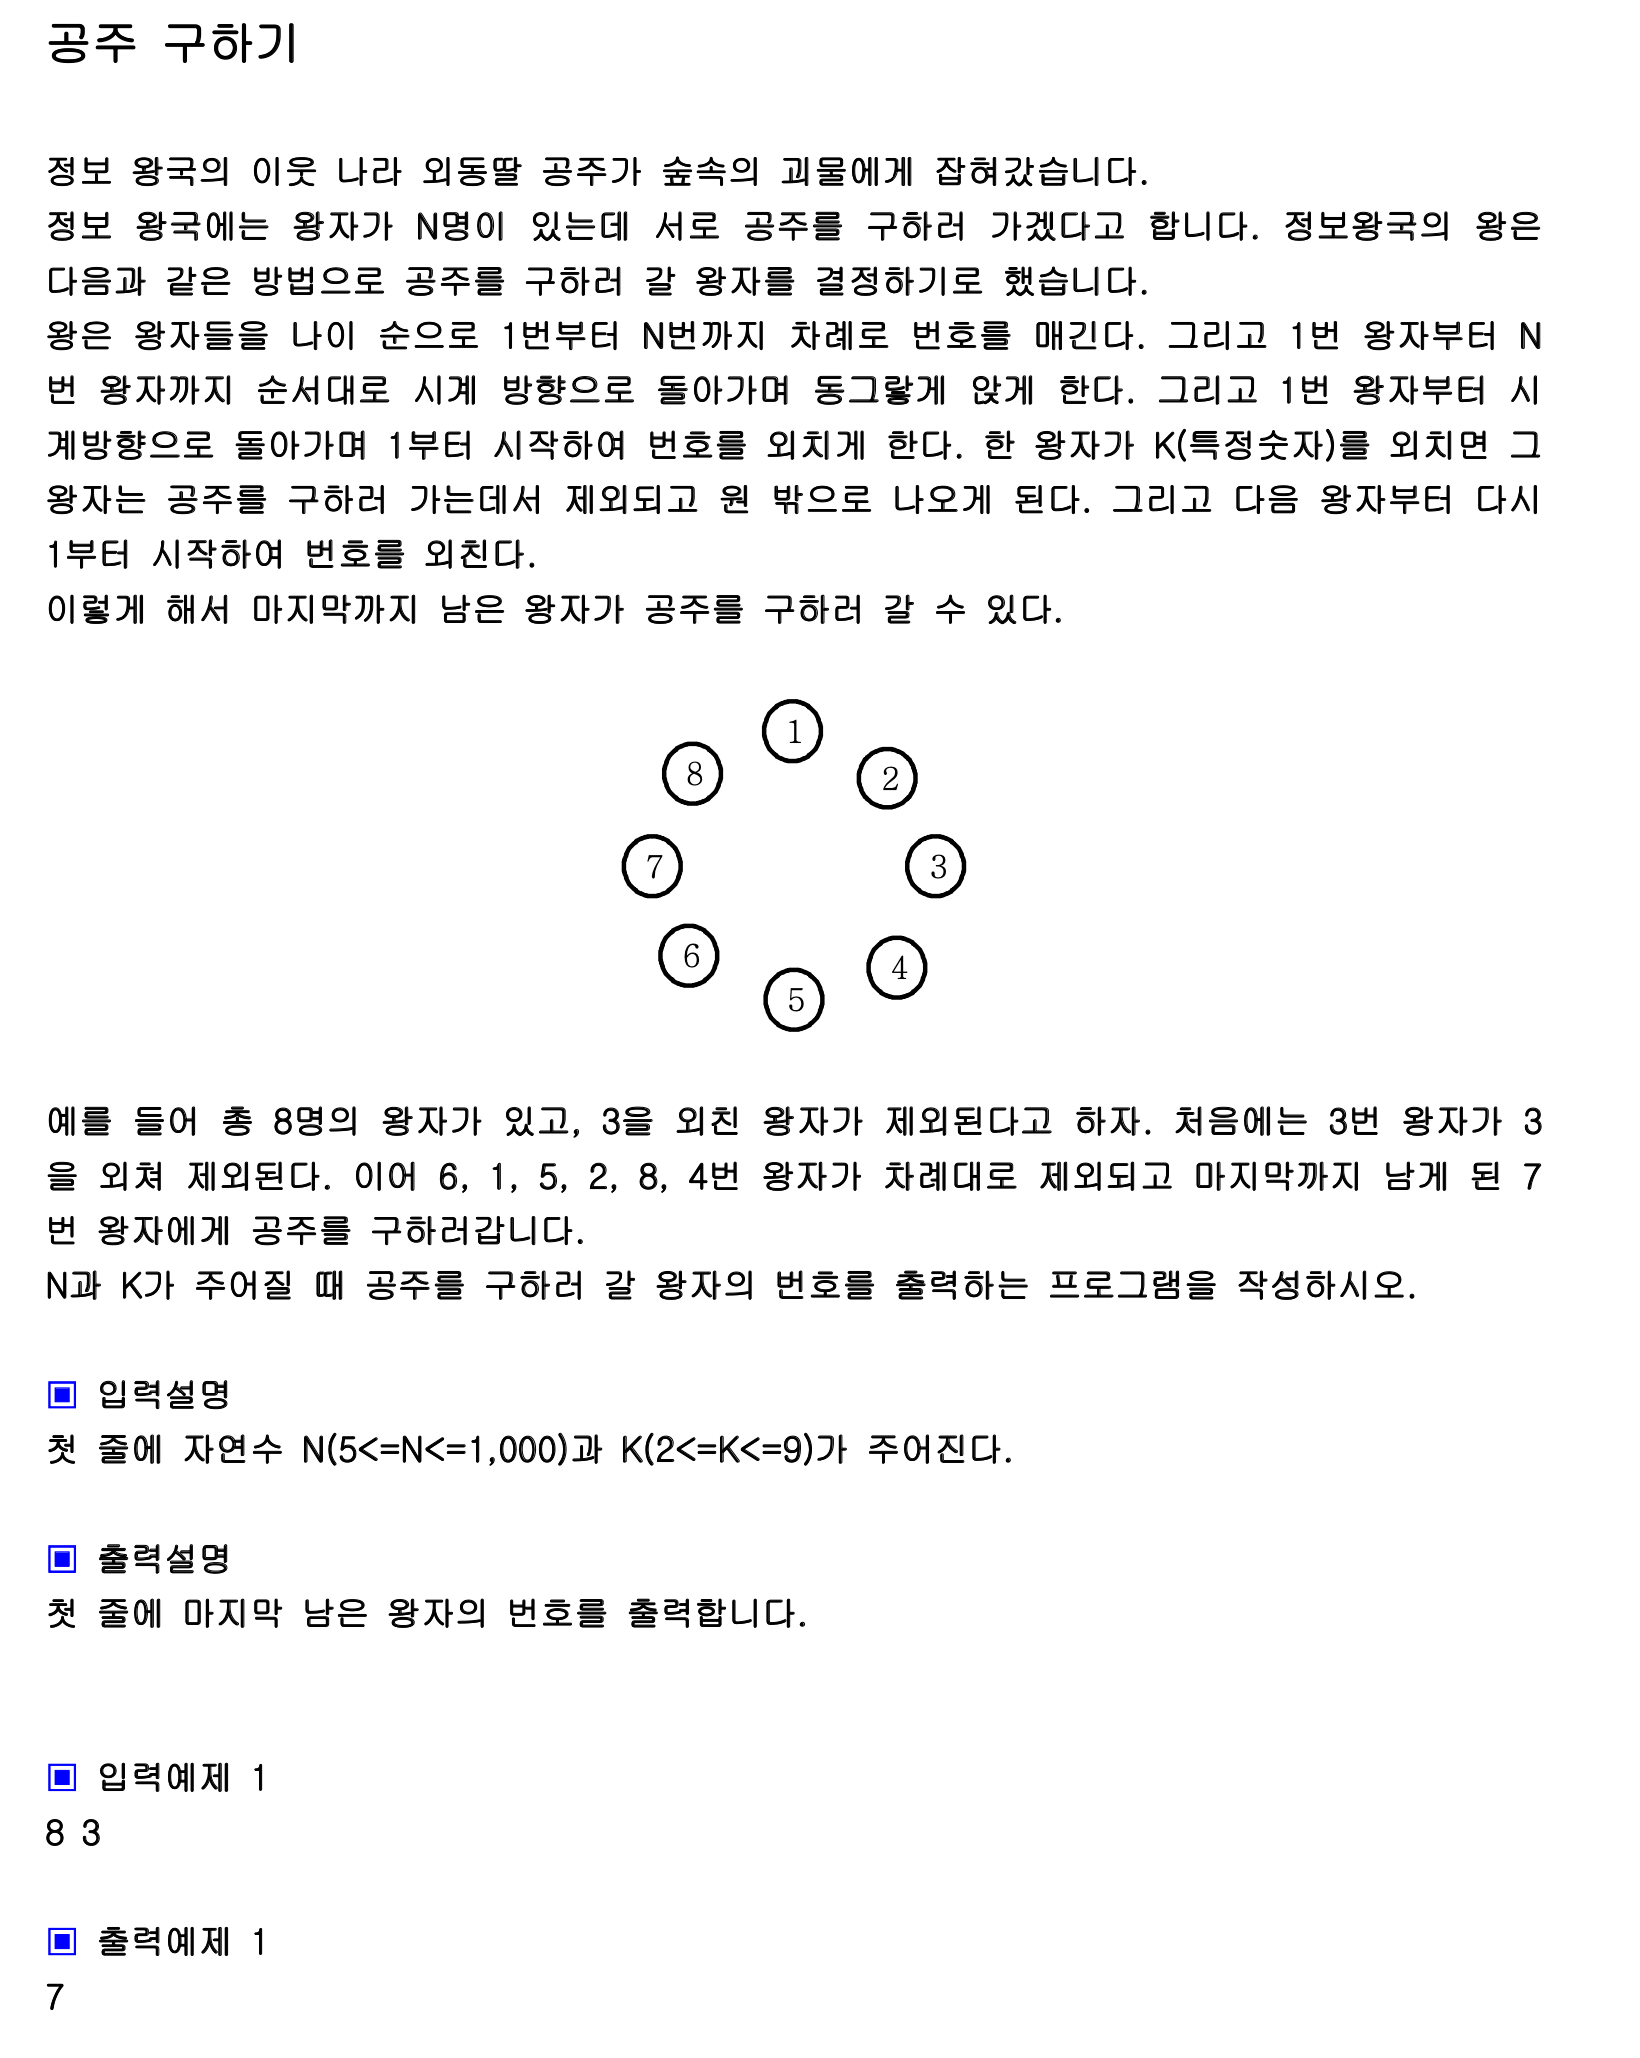 공주 구하기
정보 왕국의 이웃 나라 외동딸 공주가 숲속의 괴물에게 잡혀갔습니다.
정보 왕국에는 왕자가 N명이 있는데 서로 공주를 구하러 가겠다고 합니다. 정보왕국의 왕은
다음과 같은 방법으로 공주를 구하러 갈 왕자를 결정하기로 했습니다.
왕은 왕자들을 나이 순으로 1번부터 N번까지 차례로 번호를 매긴다. 그리고 1번 왕자부터 N
번 왕자까지 순서대로 시계 방향으로 돌아가며 동그랗게 앉게 한다. 그리고 1번 왕자부터 시
계방향으로 돌아가며 1부터 시작하여 번호를 외치게 한다. 한 왕자가 K(특정숫자)를 외치면 그
왕자는 공주를 구하러 가는데서 제외되고 원 밖으로 나오게 된다. 그리고 다음 왕자부터 다시
1부터 시작하여 번호를 외친다.
이렇게 해서 마지막까지 남은 왕자가 공주를 구하러 갈 수 있다.
1
8
2
7
3
6
4
5
예를 들어 총 8명의 왕자가 있고, 3을 외친 왕자가 제외된다고 하자. 처음에는 3번 왕자가 3
을 외쳐 제외된다. 이어 6, 1, 5, 2, 8, 4번 왕자가 차례대로 제외되고 마지막까지 남게 된 7
번 왕자에게 공주를 구하러갑니다.
N과 K가 주어질 때 공주를 구하러 갈 왕자의 번호를 출력하는 프로그램을 작성하시오.
▣ 입력설명
첫 줄에 자연수 N(5<=N<=1,000)과 K(2<=K<=9)가 주어진다.
▣ 출력설명
첫 줄에 마지막 남은 왕자의 번호를 출력합니다.
▣ 입력예제 1
8 3
▣ 출력예제 1
7